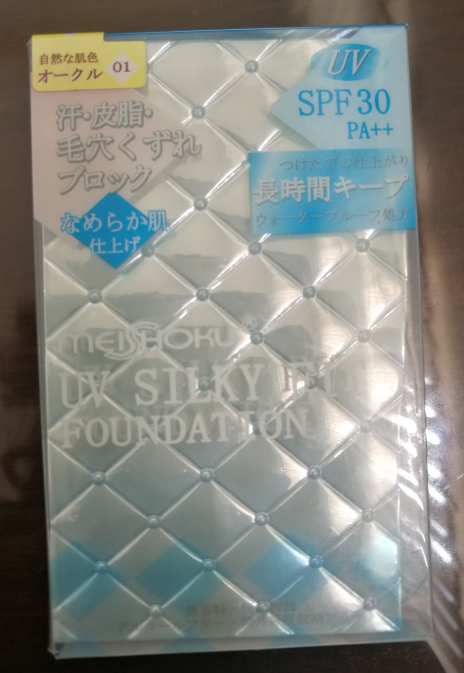 自然な肌色
オークル 01
汗・皮脂・
毛穴くずれ
ブロック
なめらか肌
仕上げ
UV
SPF30
PA++
つけたての仕上がり
長時間キープ
ウォータープルーフ処方
MEISHOKU
UV SILKY
FOUNDATION